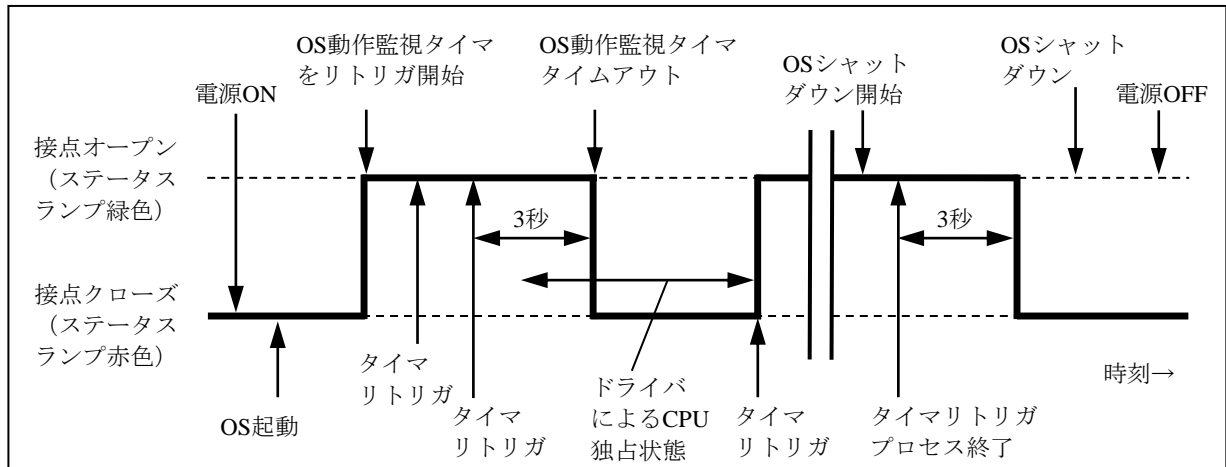 OS動作監視タイマ
をリトリガ開始
OS動作監視タイマ
タイムアウト
OSシャット
ダウン開始
OSシャット
ダウン
電源ON
電源OFF
接点オープン
（ステータス
ランプ緑色）
3秒
3秒
接点クローズ
（ステータス
ランプ赤色）
時刻→
OS起動
タイマ
リトリガ
タイマ
リトリガ
ドライバ
によるCPU
独占状態
タイマ
リトリガ
タイマリトリガ
プロセス終了